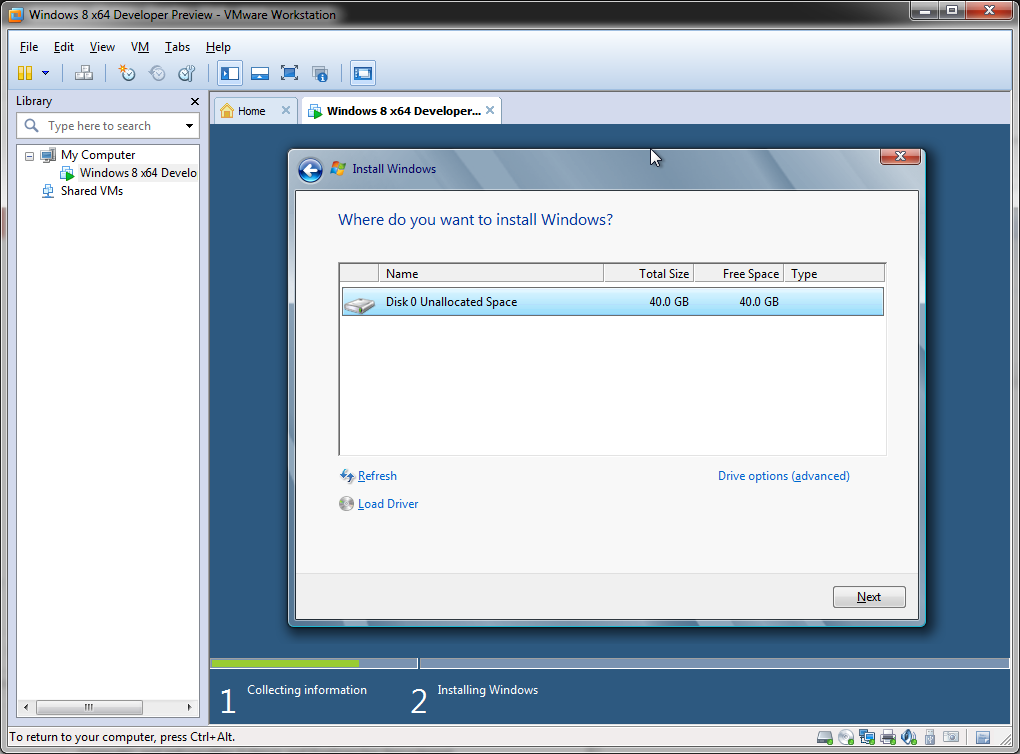 Windows 8 x64 Developer Preview - VMware Workstation
File Edit View VM Tabs Help
Library
Type here to search
My Computer
Windows 8 x64 Develo
Shared VMs
Home
Windows 8 x64 Developer...
Install Windows
Where do you want to install Windows?
Name Total Size Free Space Type
Disk 0 Unallocated Space 40.0 GB 40.0 GB
Refresh Drive options (advanced)
Load Driver
Next
1 Collecting information 2 Installing Windows
To return to your computer, press Ctrl+Alt.